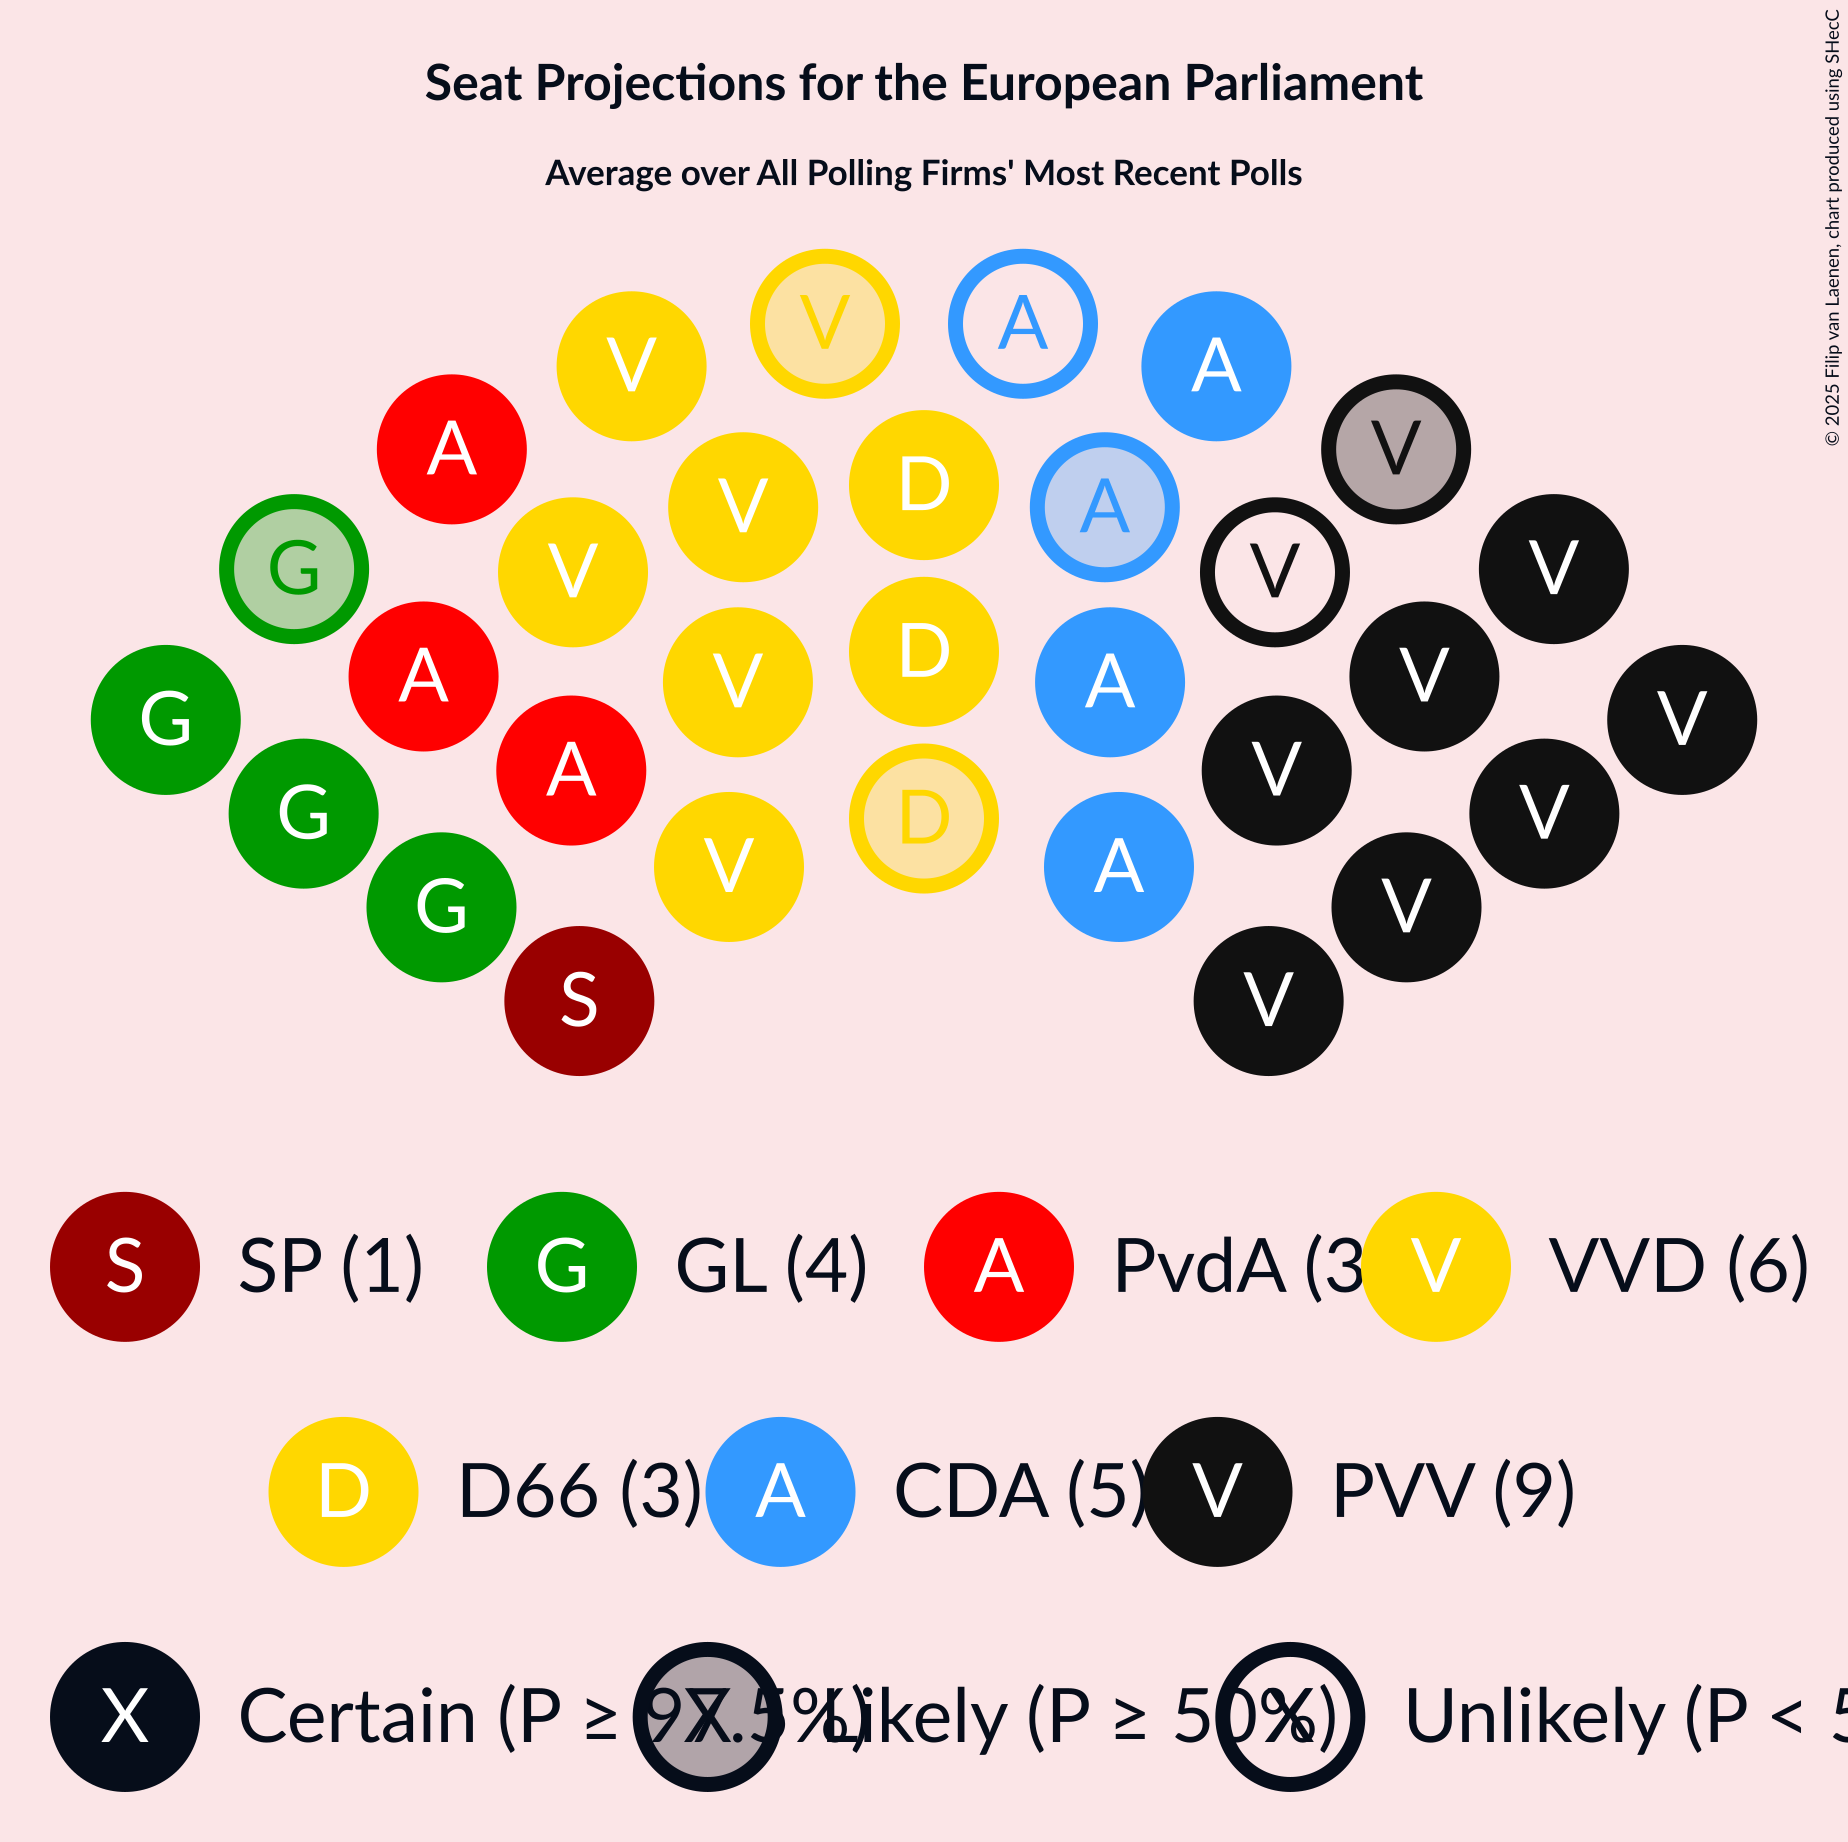 Seat Projections for the European Parliament
Average over All Polling Firms' Most Recent Polls
© 2025 Filip van Laenen, chart produced using SHecC
V A
V A
A V
V D A
G V V V
A D V
V A
G A V V
G D V
V A
G V
S V
S SP (1) G GL (4) A PvdA (3 V VVD (6)
D D66 (3) A CDA (5) V PVV (9)
X Certain (P ≥ 97.5%) X Likely (P ≥ 50%) X Unlikely (P <